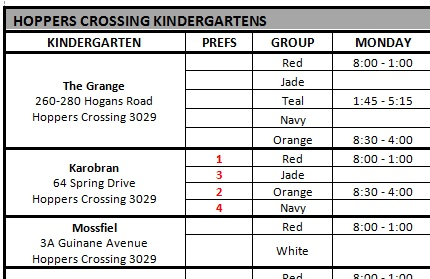 HOPPERS CROSSING KINDERGARTENS
KINDERGARTEN PREFS GROUP MONDAY
The Grange
260-280 Hogans Road
Hoppers Crossing 3029
Red 8:00 - 1:00
Jade
Teal 1:45 - 5:15
Navy
Orange 8:30 - 4:00
Karobran
64 Spring Drive
Hoppers Crossing 3029
1 Red 8:00 - 1:00
3 Jade
2 Orange 8:30 - 4:00
4 Navy
Mossfiel
3A Guinane Avenue
Hoppers Crossing 3029
Red 8:00 - 1:00
White
Red 8:00 - 1:00